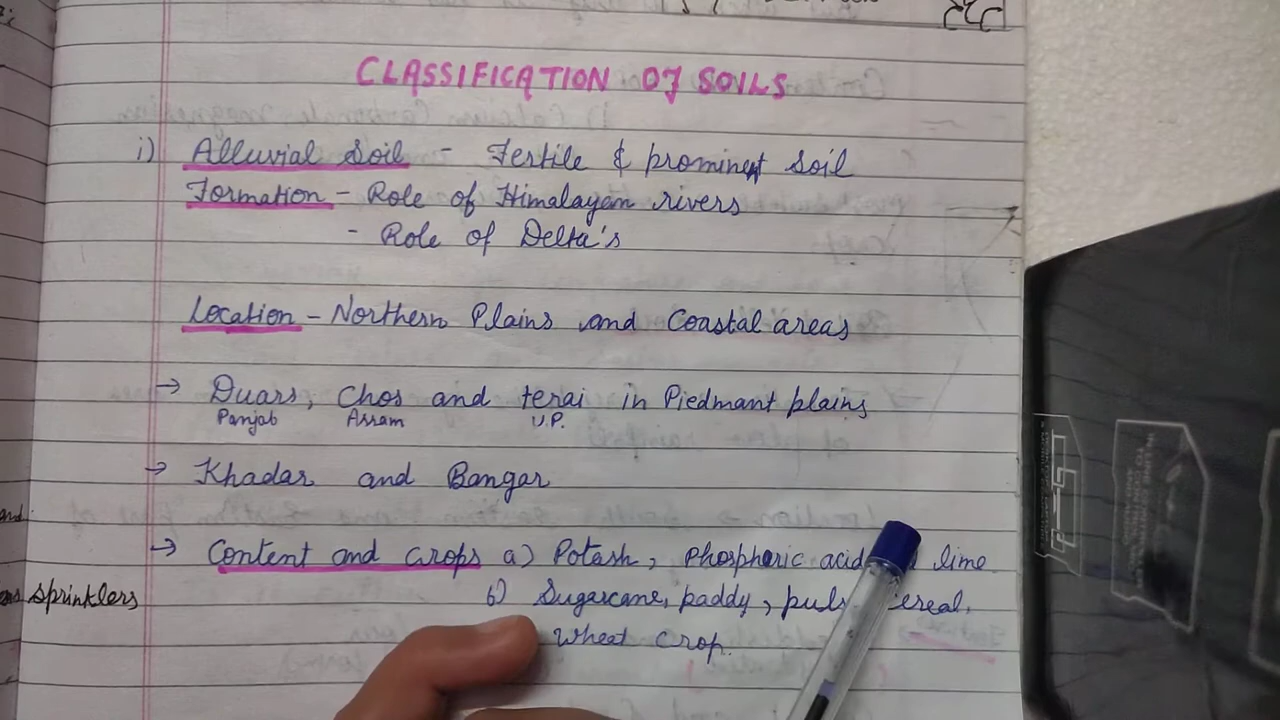 CLASSIFICATION OF SOILS
i) Alluvial Soil - Fertile & prominent soil
Formation - Role of Himalayan rivers
- Role of Delta's
Location - Northern Plains and Coastal areas
→ Duars, Chos and terai in Piedmant plains
Panjab Assam U.P.
→ Khadar and Bangar
→ Content and crops a) Potash, Phosphoric acid lime
b) Sugarcane, paddy, puls ereal,
Wheat crop.
sprinklers